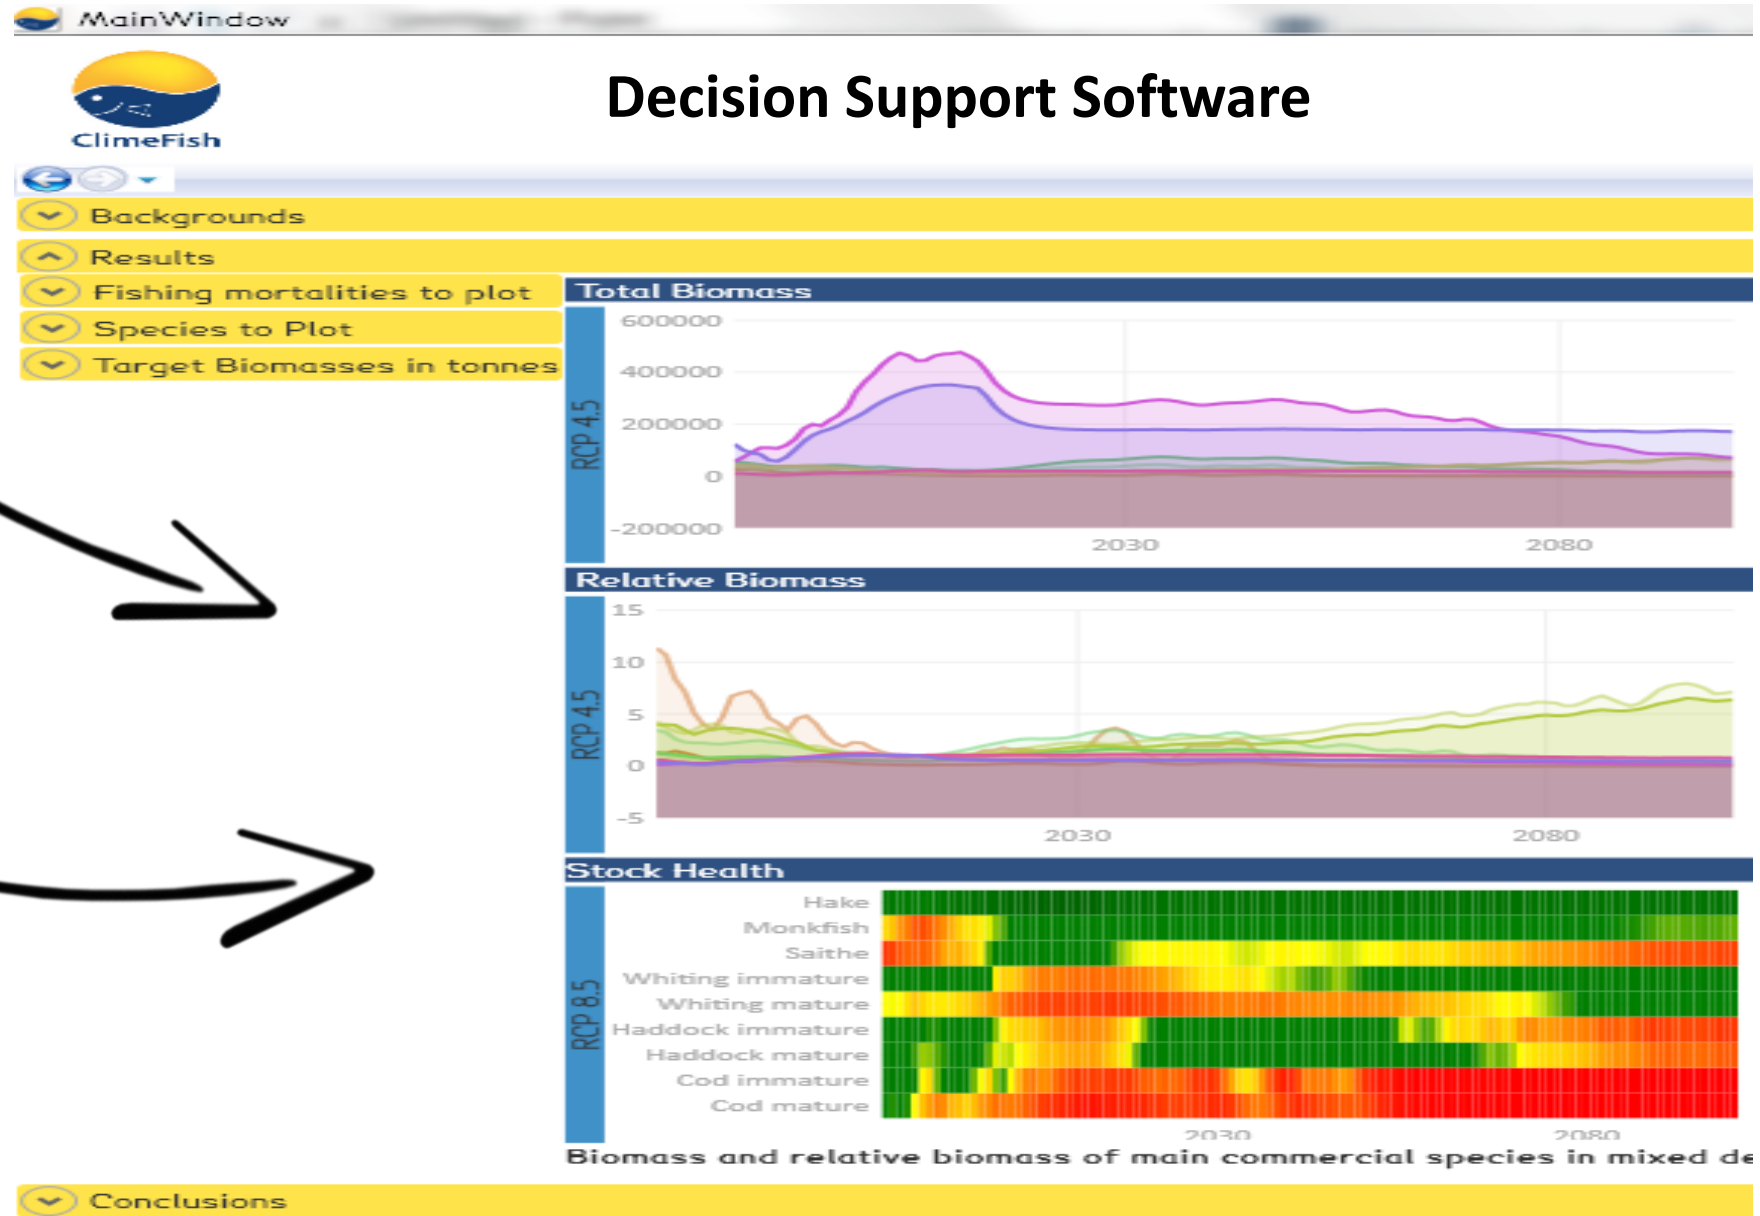 MainWindow
ClimeFish
Decision Support Software
Backgrounds
Results
Fishing mortalities to plot
Species to Plot
Target Biomasses in tonnes
Total Biomass
RCP 4.5
600000
400000
200000
0
-200000
2030
2080
Relative Biomass
RCP 4.5
15
10
5
0
-5
2030
2080
Stock Health
RCP 8.5
Hake
Monkfish
Saithe
Whiting immature
Whiting mature
Haddock immature
Haddock mature
Cod immature
Cod mature
2030
2080
Biomass and relative biomass of main commercial species in mixed de
Conclusions